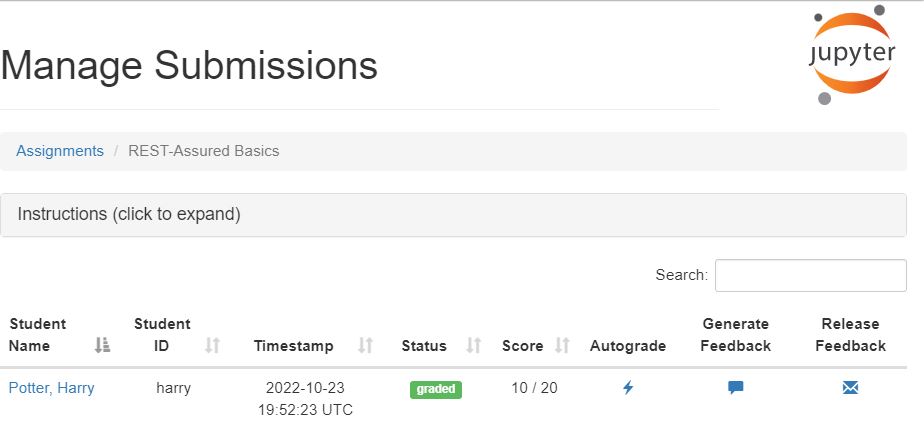 jupyter
Manage Submissions
Assignments / REST-Assured Basics
Instructions (click to expand)
Search:
Student Name
Student ID
Timestamp
Status
Score
Autograde
Generate Feedback
Release Feedback
Potter, Harry
harry
2022-10-23
19:52:23 UTC
graded
10 / 20